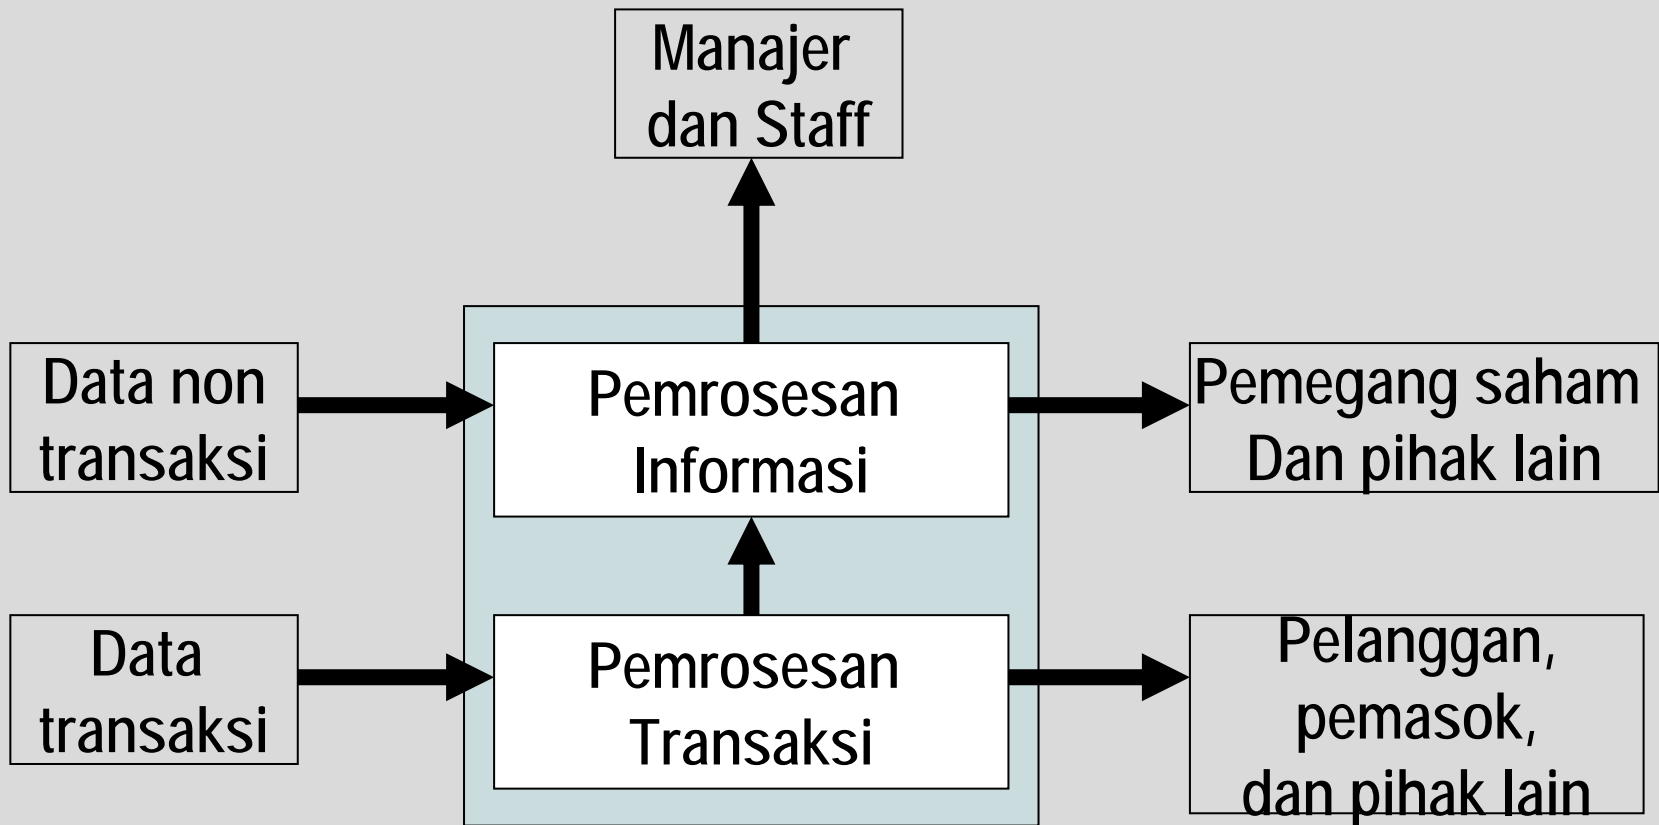 Manajer
dan Staff
Data non
transaksi
Pemrosesan
Informasi
Pemegang saham
Dan pihak lain
Data
transaksi
Pemrosesan
Transaksi
Pelanggan,
pemasok,
dan pihak lain